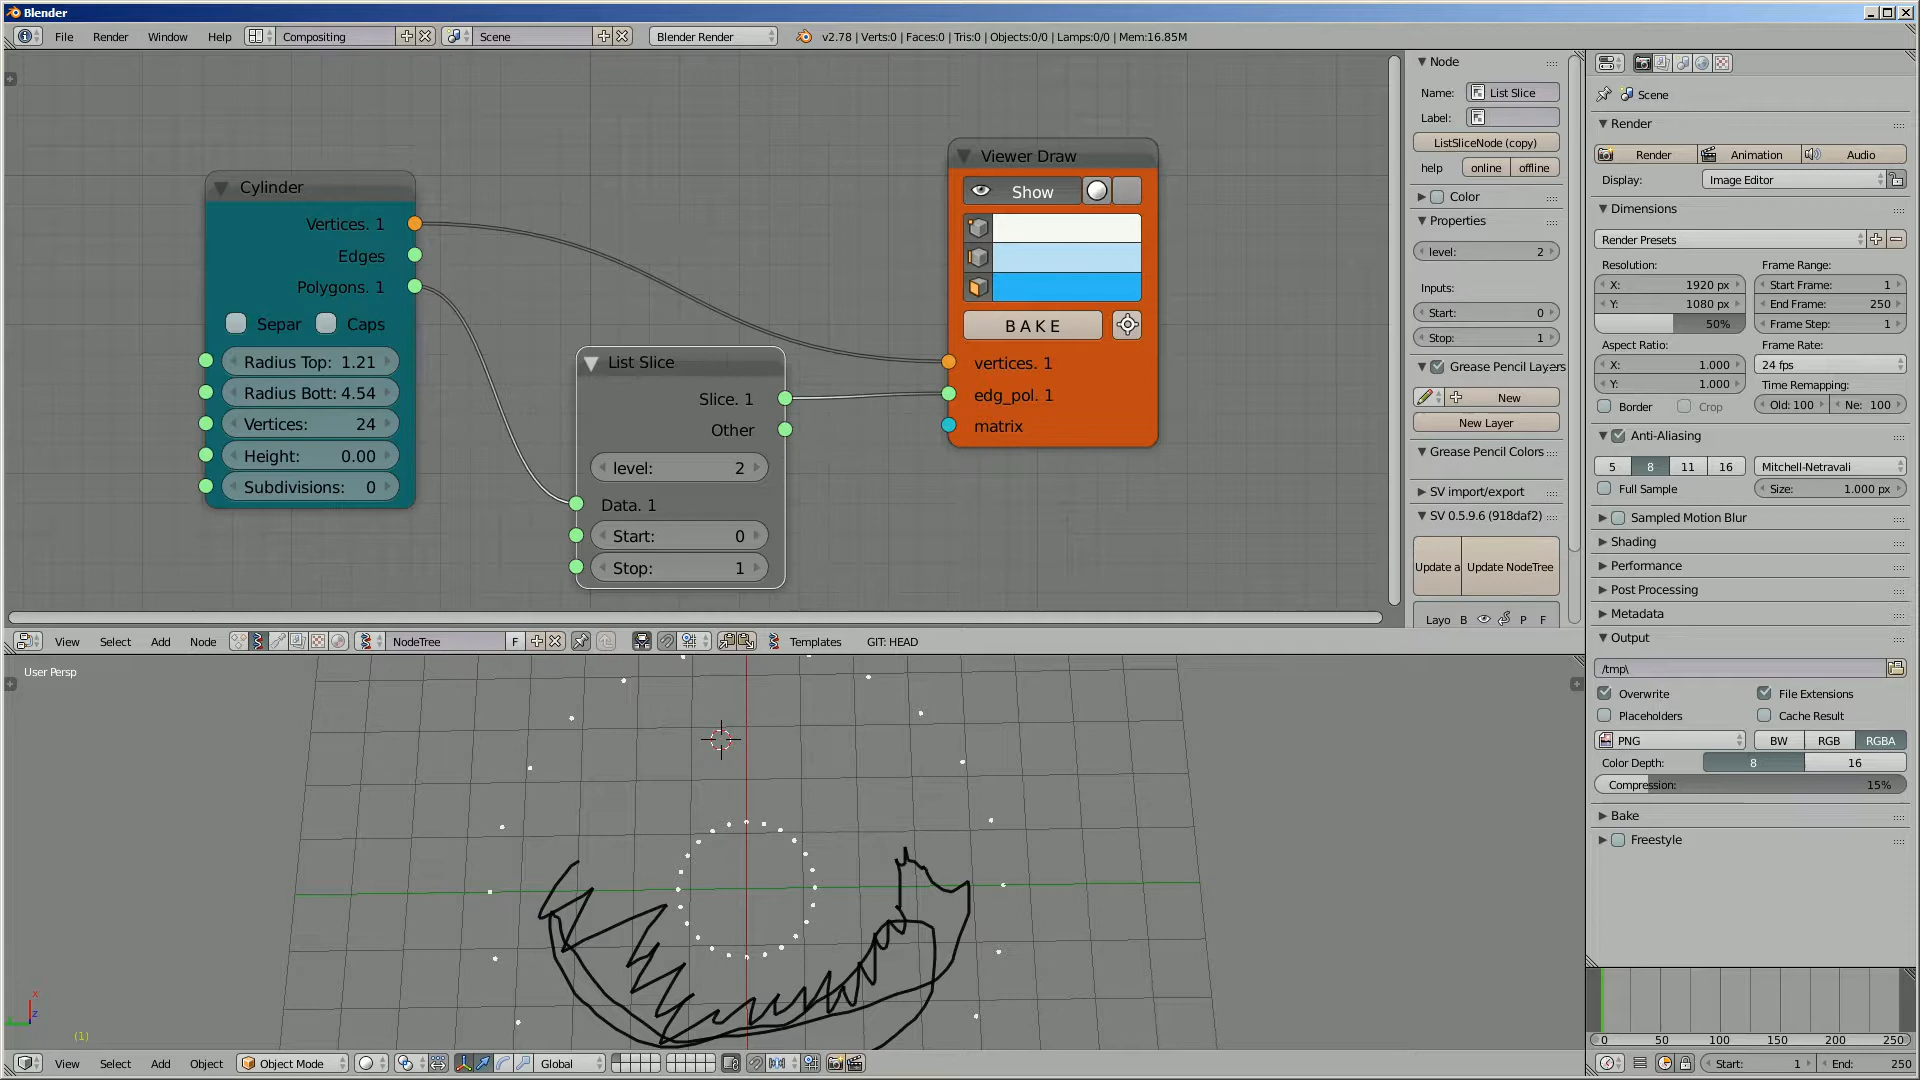 Blender
File Render Window Help Compositing Scene Blender Render v2.78 | Verts:0 | Faces:0 | Tris:0 | Objects:0/0 | Lamps:0/0 | Mem:16.85M
Cylinder
Vertices. 1
Edges
Polygons. 1
Separ Caps
Radius Top: 1.21
Radius Bott: 4.54
Vertices: 24
Height: 0.00
Subdivisions: 0
List Slice
Slice. 1
Other
level: 2
Data. 1
Start: 0
Stop: 1
Viewer Draw
Show
BAKE
vertices. 1
edg_pol. 1
matrix
Node
Name: List Slice
Label:
ListSliceNode (copy)
help online offline
Color
Properties
level: 2
Inputs:
Start: 0
Stop: 1
Grease Pencil Layers
New
New Layer
Grease Pencil Colors
SV import/export
SV 0.5.9.6 (918daf2)
Update a Update NodeTree
Layo B P F
View Select Add Node NodeTree F Templates GIT: HEAD
User Persp
x
z
(1)
View Select Add Object Object Mode Global
Scene
Render
Render Animation Audio
Display: Image Editor
Dimensions
Render Presets
Resolution: Frame Range:
X: 1920 px Start Frame: 1
Y: 1080 px End Frame: 250
50% Frame Step: 1
Aspect Ratio: Frame Rate:
X: 1.000 24 fps
Y: 1.000 Time Remapping:
Border Crop Old: 100 Ne: 100
Anti-Aliasing
5 8 11 16 Mitchell-Netravali
Full Sample Size: 1.000 px
Sampled Motion Blur
Shading
Performance
Post Processing
Metadata
Output
/tmp\
Overwrite File Extensions
Placeholders Cache Result
PNG BW RGB RGBA
Color Depth: 8 16
Compression: 15%
Bake
Freestyle
0 50 100 150 200 250
Start: 1 End: 250